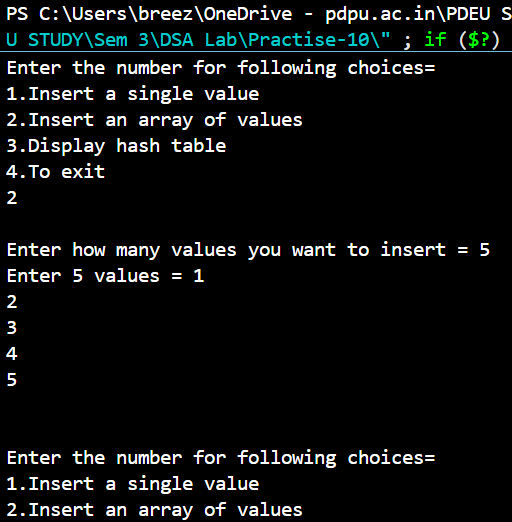 PS C:\Users\breez\OneDrive - pdpu.ac.in\PDEU S
U STUDY\Sem 3\DSA Lab\Practise-10\" ; if ($?)
Enter the number for following choices=
1.Insert a single value
2.Insert an array of values
3.Display hash table
4.To exit
2
Enter how many values you want to insert = 5
Enter 5 values = 1
2
3
4
5
Enter the number for following choices=
1.Insert a single value
2.Insert an array of values